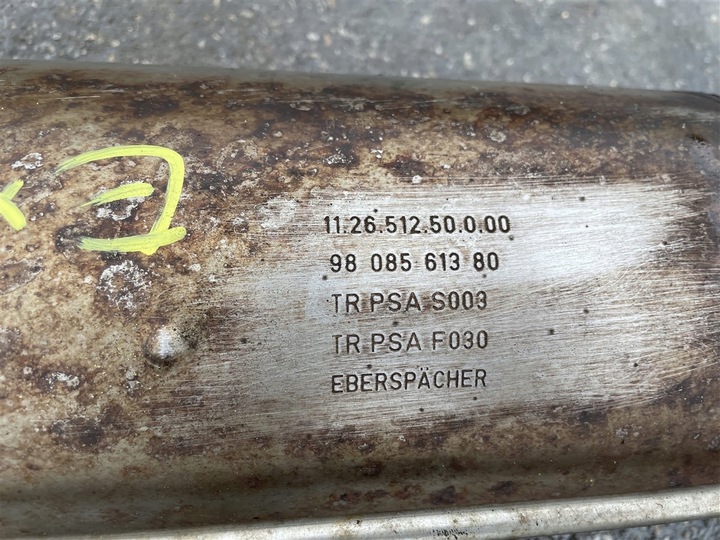 11.26.512.50.0.00
98 085 613 80
TR PSA S003
TR PSA F030
EBERSPÄCHER